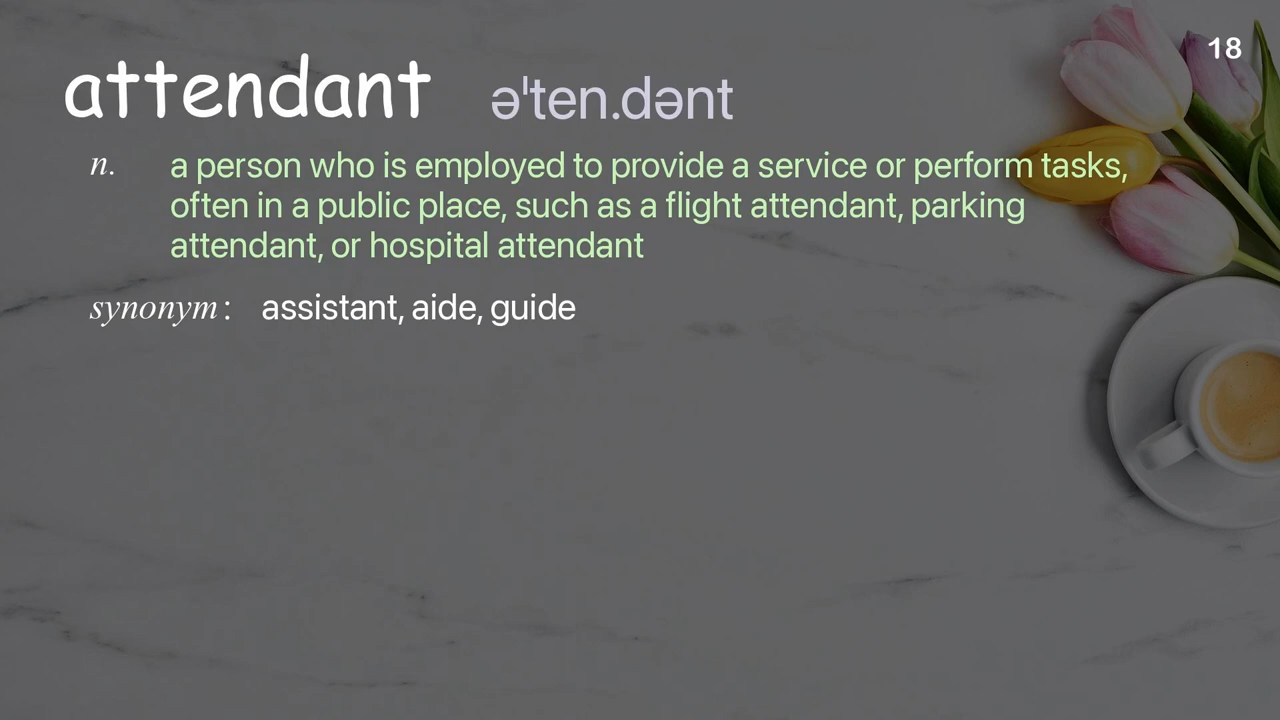 18
attendant əˈten.dənt
n. a person who is employed to provide a service or perform tasks,
often in a public place, such as a flight attendant, parking
attendant, or hospital attendant
synonym: assistant, aide, guide